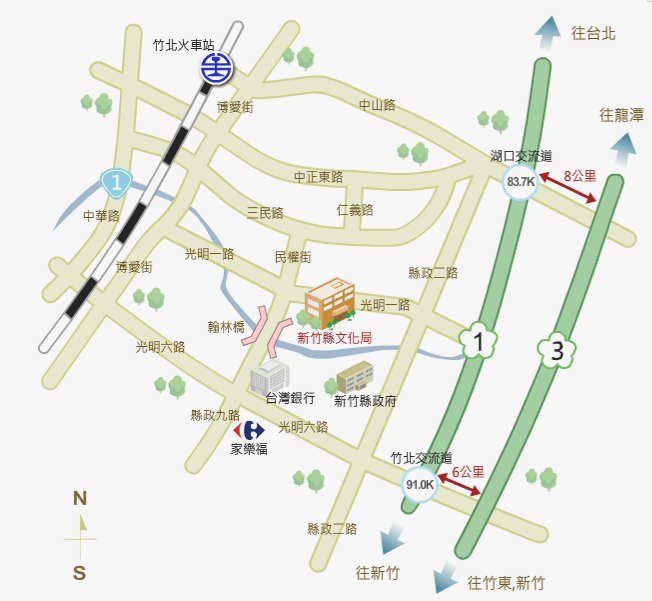 往台北
竹北火車站
博愛街
中山路
往龍潭
湖口交流道
83.7K
8公里
中正東路
1
中華路
三民路
仁義路
光明一路
民權街
博愛街
縣政二路
光明一路
翰林橋
新竹縣文化局
光明六路
1
3
台灣銀行
新竹縣政府
縣政九路
光明六路
家樂福
竹北交流道
91.0K
6公里
N
S
縣政二路
往新竹
往竹東,新竹